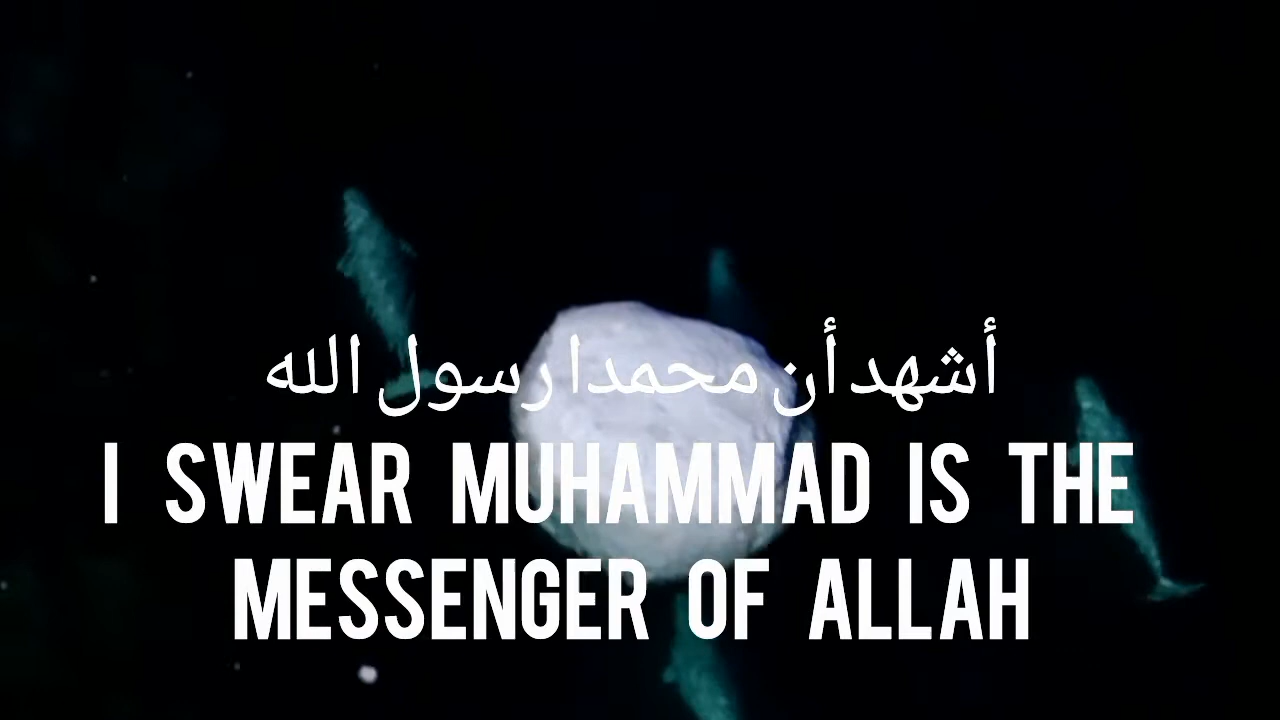 أشهد أن محمدا رسول الله
I SWEAR MUHAMMAD IS THE
MESSENGER OF ALLAH